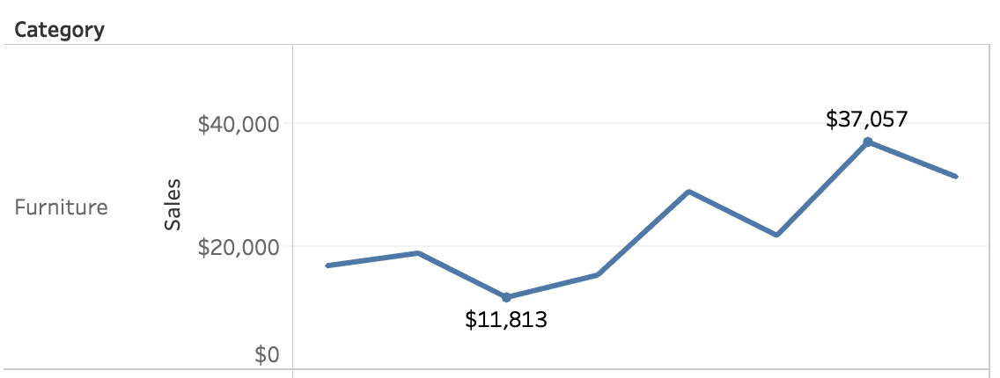 Category
$37,057
$40,000
Sales
Furniture
$20,000
$11,813
$0